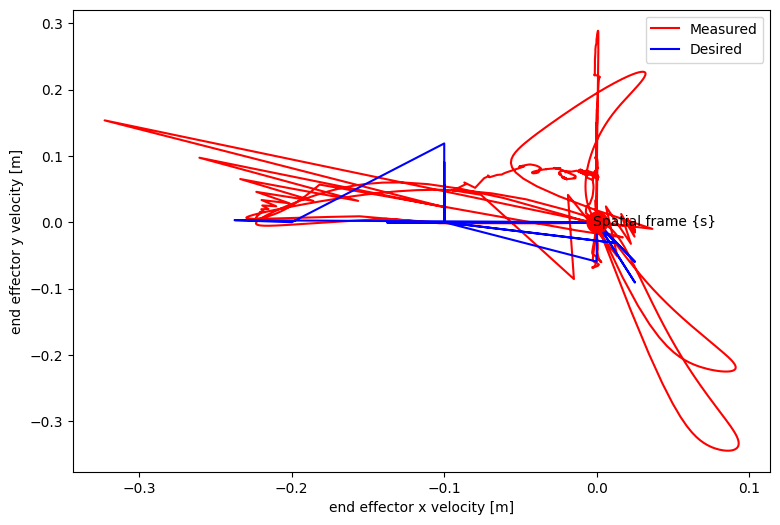 0.3
0.2
0.1
0.0
−0.1
−0.2
−0.3
end effector y velocity [m]
Measured
Desired
Spatial frame {s}
−0.3
−0.2
−0.1
0.0
0.1
end effector x velocity [m]